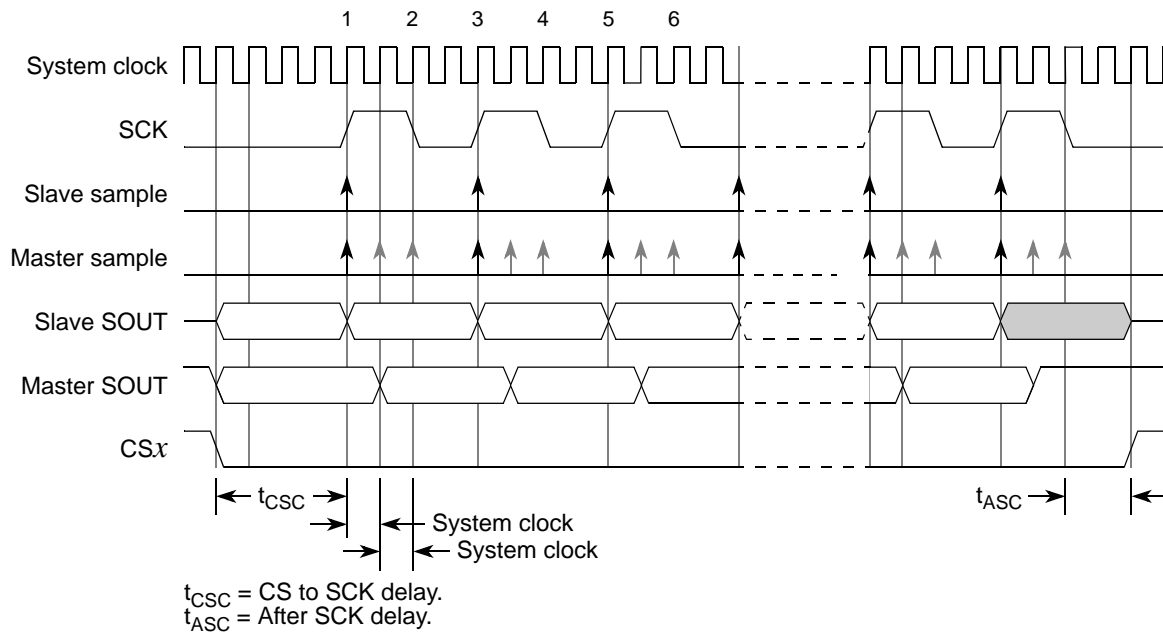 1 2 3 4 5 6
System clock
SCK
Slave sample
Master sample
Slave SOUT
Master SOUT
CSx
tCSC
tASC
System clock
System clock
tCSC = CS to SCK delay.
tASC = After SCK delay.